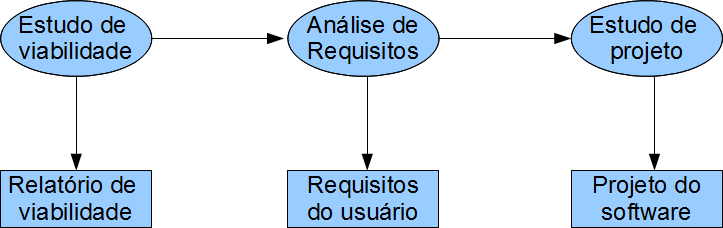 Estudo de
viabilidade
Análise de
Requisitos
Estudo de
projeto
Relatório de
viabilidade
Requisitos
do usuário
Projeto do
software